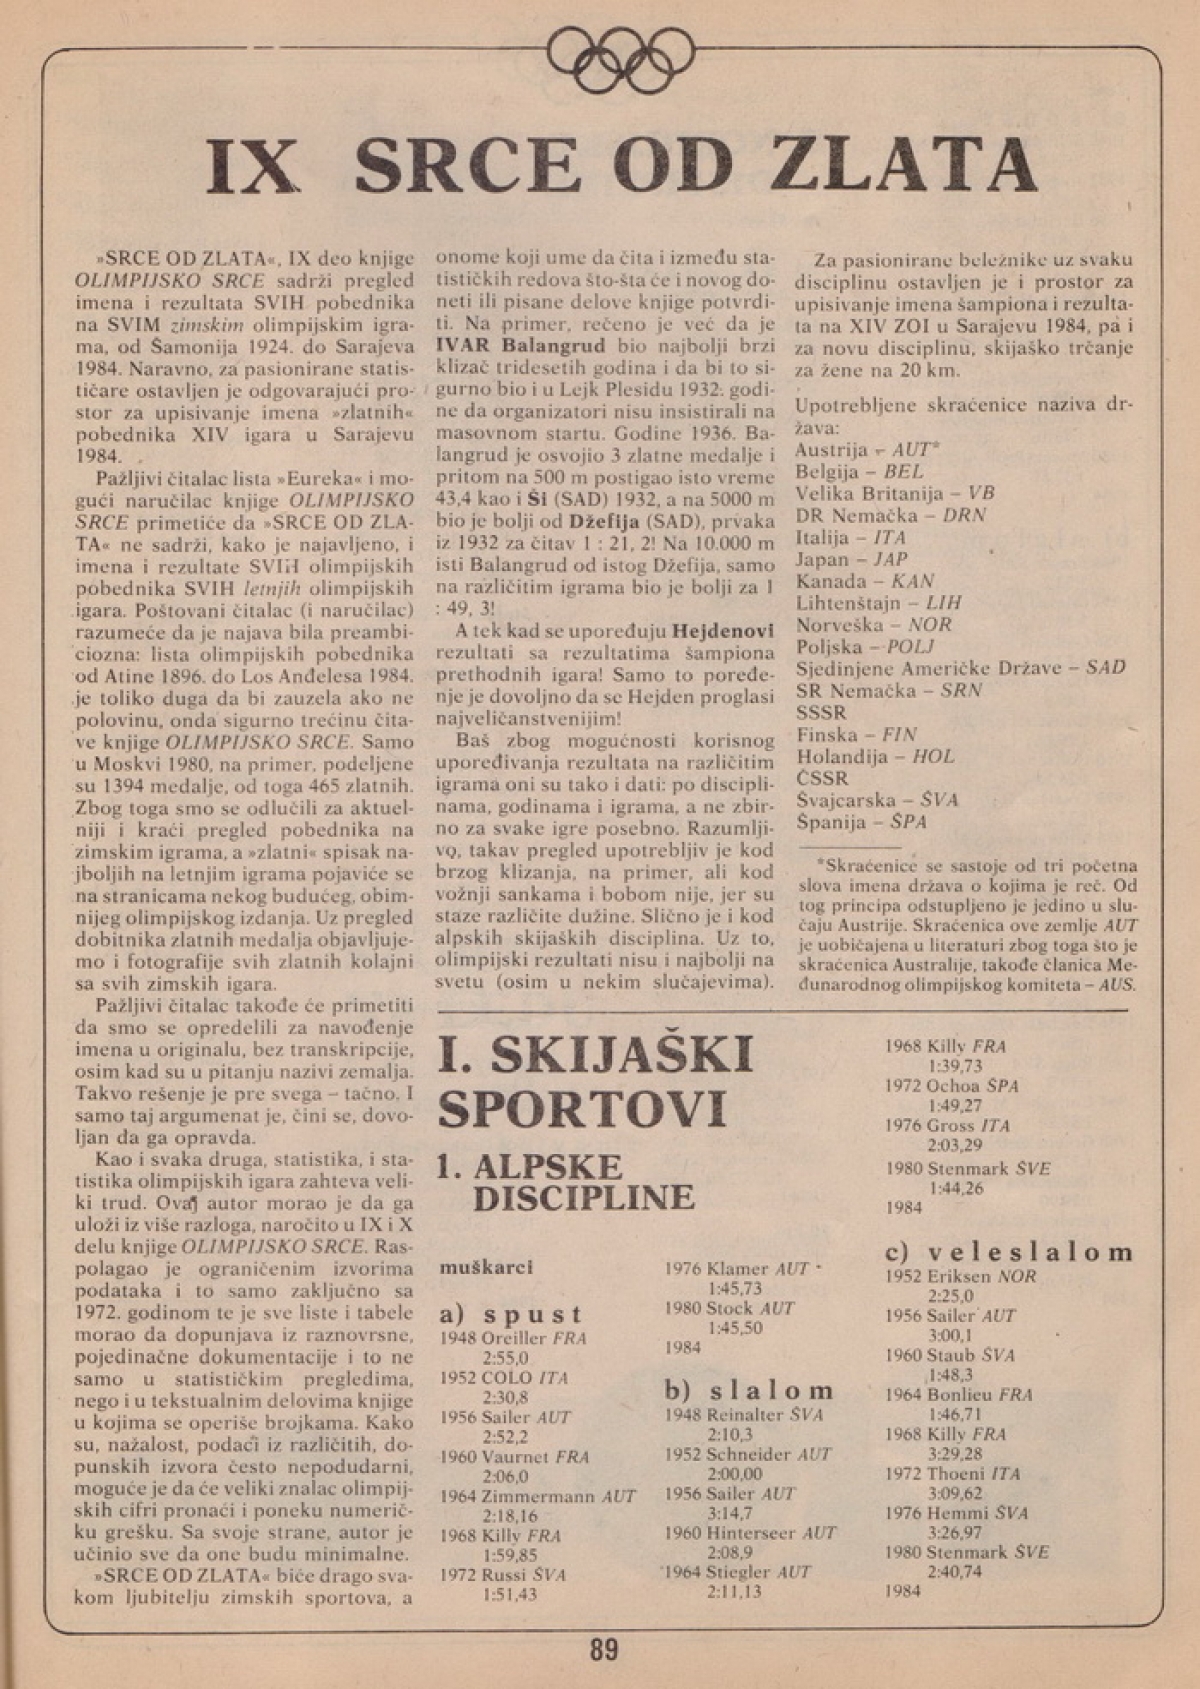 IX SRCE OD ZLATA
»SRCE OD ZLATA«, IX deo knjige
OLIMPIJSKO SRCE sadrži pregled
imena i rezultata SVIH pobednika
na SVIM zimskim olimpijskim igra-
ma, od Šamonija 1924. do Sarajeva
1984. Naravno, za pasionirane statis-
tičare ostavljen je odgovarajući pro-
stor za upisivanje imena »zlatnih«
pobednika XIV igara u Sarajevu
1984.
Pažljivi čitalac lista »Eureka« i mo-
gući naručilac knjige OLIMPIJSKO
SRCE primetiće da »SRCE OD ZLA-
TA« ne sadrži, kako je najavljeno, i
imena i rezultate SVIH olimpijskih
pobednika SVIH letnjih olimpijskih
igara. Poštovani čitalac (i naručilac)
razumeće da je najava bila preambi-
ciozna: lista olimpijskih pobednika
od Atine 1896. do Los Anđelesa 1984.
je toliko duga da bi zauzela ako ne
polovinu, onda sigurno trećinu čita-
ve knjige OLIMPIJSKO SRCE. Samo
u Moskvi 1980, na primer, podeljene
su 1394 medalje, od toga 465 zlatnih.
Zbog toga smo se odlučili za aktuel-
niji i kraći pregled pobednika na
zimskim igrama, a »zlatni« spisak na-
jboljih na letnjim igrama pojaviće se
na stranicama nekog budućeg, obim-
nijeg olimpijskog izdanja. Uz pregled
dobitnika zlatnih medalja objavljuje-
mo i fotografije svih zlatnih kolajni
sa svih zimskih igara.
Pažljivi čitalac takođe će primetiti
da smo se opredelili za navođenje
imena u originalu, bez transkripcije,
osim kad su u pitanju nazivi zemalja.
Takvo rešenje je pre svega – tačno. I
samo taj argumenat je, čini se, dovo-
ljan da ga opravda.
Kao i svaka druga, statistika, i sta-
tistika olimpijskih igara zahteva veli-
ki trud. Ovaj autor morao je da ga
uloži iz više razloga, naročito u IX i X
delu knjige OLIMPIJSKO SRCE. Ras-
polagao je ograničenim izvorima
podataka i to samo zaključno sa
1972. godinom te je sve liste i tabele
morao da dopunjava iz raznovrsne,
pojedinačne dokumentacije i to ne
samo u statističkim pregledima,
nego i u tekstualnim delovima knjige
u kojima se operiše brojkama. Kako
su, nažalost, podaci iz različitih, do-
punskih izvora često nepodudarni,
moguće je da će veliki znalac olimpij-
skih cifri pronaći i poneku numerič-
ku grešku. Sa svoje strane, autor je
učinio sve da one budu minimalne.
»SRCE OD ZLATA« biće drago sva-
kom ljubitelju zimskih sportova, a
onome koji ume da čita i između sta-
tističkih redova što-šta će i novog do-
neti ili pisane delove knjige potvrdi-
ti. Na primer, rečeno je već da je
IVAR Balangrud bio najbolji brzi
klizač tridesetih godina i da bi to si-
gurno bio i u Lejk Plesidu 1932. godi-
ne da organizatori nisu insistirali na
masovnom startu. Godine 1936. Ba-
langrud je osvojio 3 zlatne medalje i
pritom na 500 m postigao isto vreme
43,4 kao i Ši (SAD) 1932, a na 5000 m
bio je bolji od Džefija (SAD), prvaka
iz 1932 za čitav 1 : 21, 2! Na 10.000 m
isti Balangrud od istog Džefija, samo
na različitim igrama bio je bolji za 1
: 49, 3!
A tek kad se upoređuju Hejdenovi
rezultati sa rezultatima šampiona
prethodnih igara! Samo to poređe-
nje je dovoljno da se Hejden proglasi
najveličanstvenijim!
Baš zbog mogućnosti korisnog
upoređivanja rezultata na različitim
igrama oni su tako i dati: po discipli-
nama, godinama i igrama, a ne zbir-
no za svake igre posebno. Razumlji-
vo, takav pregled upotrebljiv je kod
brzog klizanja, na primer, ali kod
vožnji sankama i bobom nije, jer su
staze različite dužine. Slično je i kod
alpskih skijaških disciplina. Uz to,
olimpijski rezultati nisu i najbolji na
svetu (osim u nekim slučajevima).
Za pasionirane beležnike uz svaku
disciplinu ostavljen je i prostor za
upisivanje imena šampiona i rezulta-
ta na XIV ZOI u Sarajevu 1984, pa i
za novu disciplinu, skijaško trčanje
za žene na 20 km.
Upotrebljene skraćenice naziva dr-
žava:
Austrija – AUT*
Belgija – BEL
Velika Britanija – VB
DR Nemačka – DRN
Italija – ITA
Japan – JAP
Kanada – KAN
Lihtenštajn – LIH
Norveška – NOR
Poljska – POLJ
Sjedinjene Američke Države – SAD
SR Nemačka – SRN
SSSR
Finska – FIN
Holandija – HOL
ČSSR
Švajcarska – ŠVA
Španija – ŠPA
*Skraćenice se sastoje od tri početna
slova imena država o kojima je reč. Od
tog principa odstupljeno je jedino u slu-
čaju Austrije. Skraćenica ove zemlje AUT
je uobičajena u literaturi zbog toga što je
skraćenica Australije, takođe članica Me-
đunarodnog olimpijskog komiteta – AUS.
I. SKIJAŠKI
SPORTOVI
1. ALPSKE
DISCIPLINE
muškarci
a) spust
1948 Oreiller FRA
2:55,0
1952 COLO ITA
2:30,8
1956 Sailer AUT
2:52,2
1960 Vaurnet FRA
2:06,0
1964 Zimmermann AUT
2:18,16
1968 Killy FRA
1:59,85
1972 Russi ŠVA
1:51,43
1976 Klamer AUT
1:45,73
1980 Stock AUT
1:45,50
1984
b) slalom
1948 Reinalter ŠVA
2:10,3
1952 Schneider AUT
2:00,00
1956 Sailer AUT
3:14,7
1960 Hinterseer AUT
2:08,9
1964 Stiegler AUT
2:11,13
1968 Killy FRA
1:39,73
1972 Ochoa ŠPA
1:49,27
1976 Gross ITA
2:03,29
1980 Stenmark ŠVE
1:44,26
1984
c) veleslalom
1952 Eriksen NOR
2:25,0
1956 Sailer AUT
3:00,1
1960 Staub ŠVA
1:48,3
1964 Bonlieu FRA
1:46,71
1968 Killy FRA
3:29,28
1972 Thoeni ITA
3:09,62
1976 Hemmi ŠVA
3:26,97
1980 Stenmark ŠVE
2:40,74
1984
89